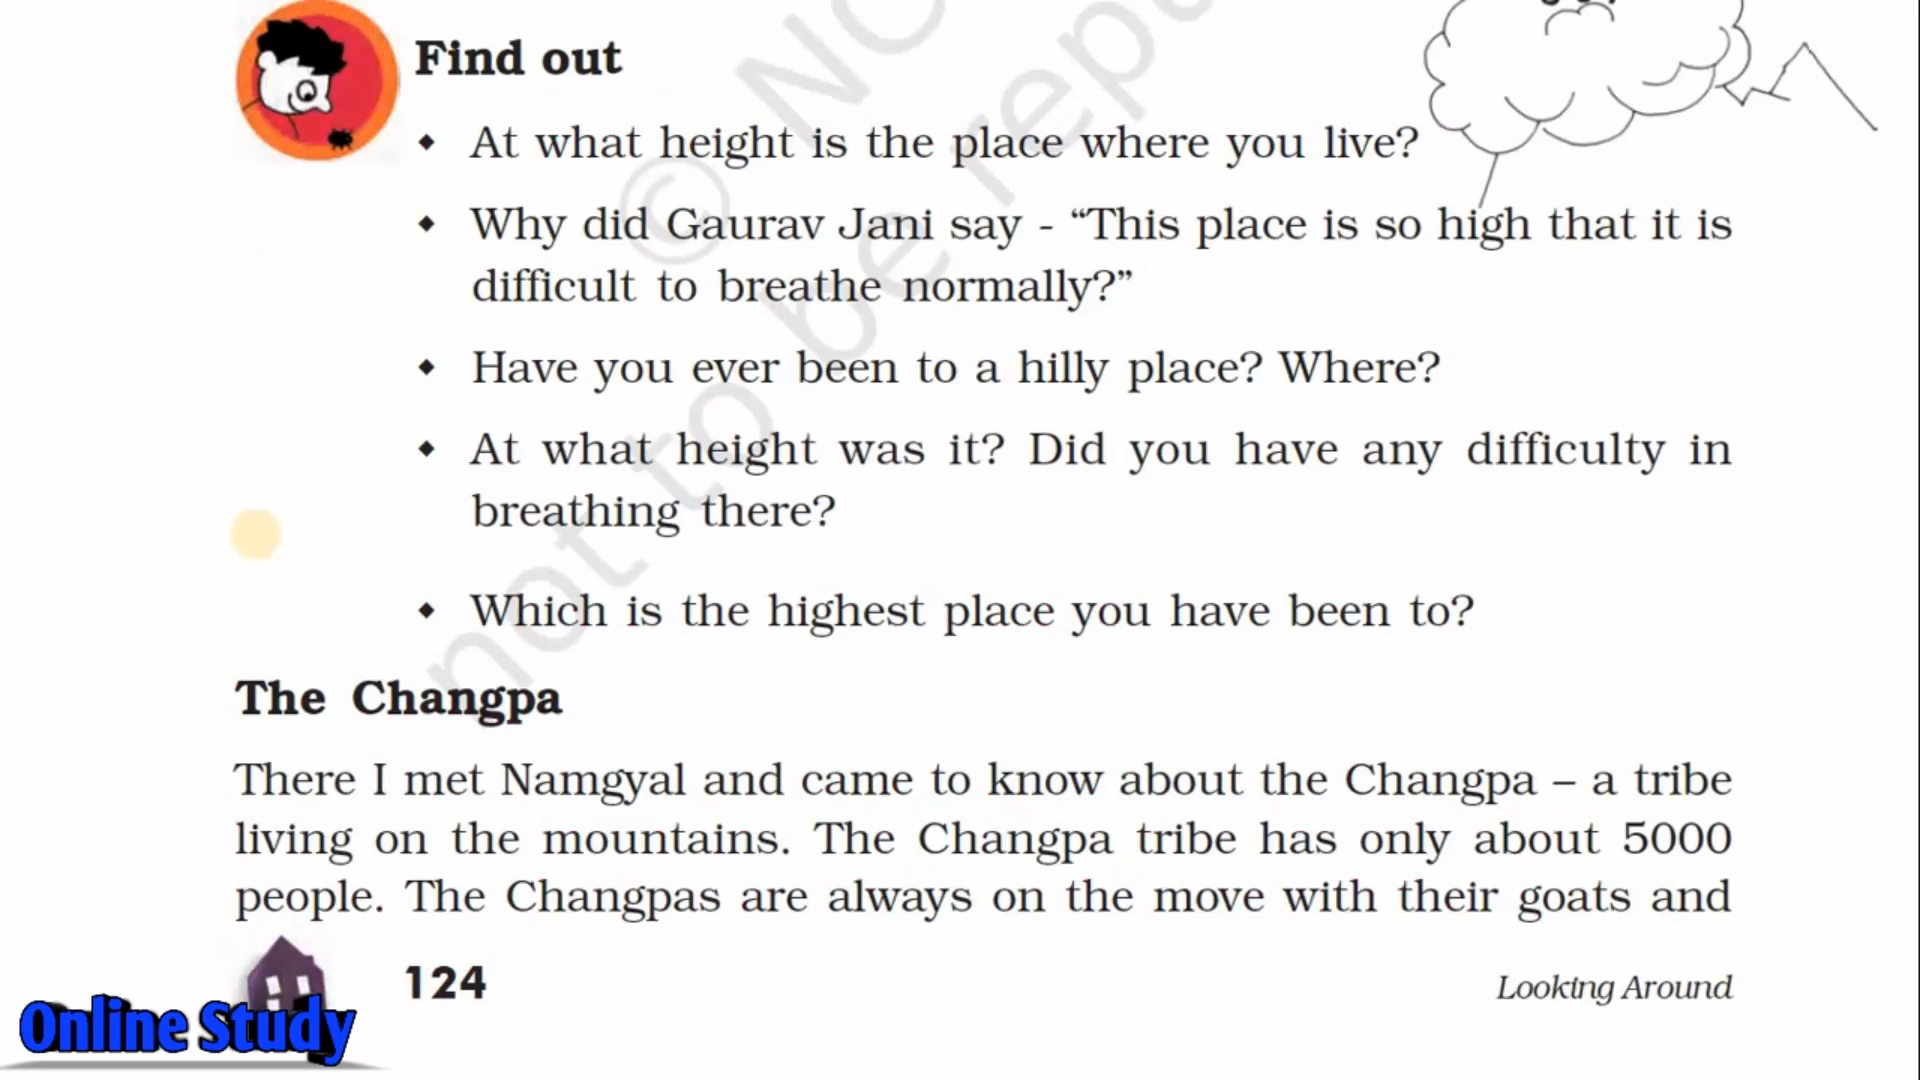 Find out
◆ At what height is the place where you live?
◆ Why did Gaurav Jani say - “This place is so high that it is
difficult to breathe normally?”
◆ Have you ever been to a hilly place? Where?
◆ At what height was it? Did you have any difficulty in
breathing there?
◆ Which is the highest place you have been to?
The Changpa
There I met Namgyal and came to know about the Changpa – a tribe
living on the mountains. The Changpa tribe has only about 5000
people. The Changpas are always on the move with their goats and
124
Looking Around
Online Study
© NC
not to be rep